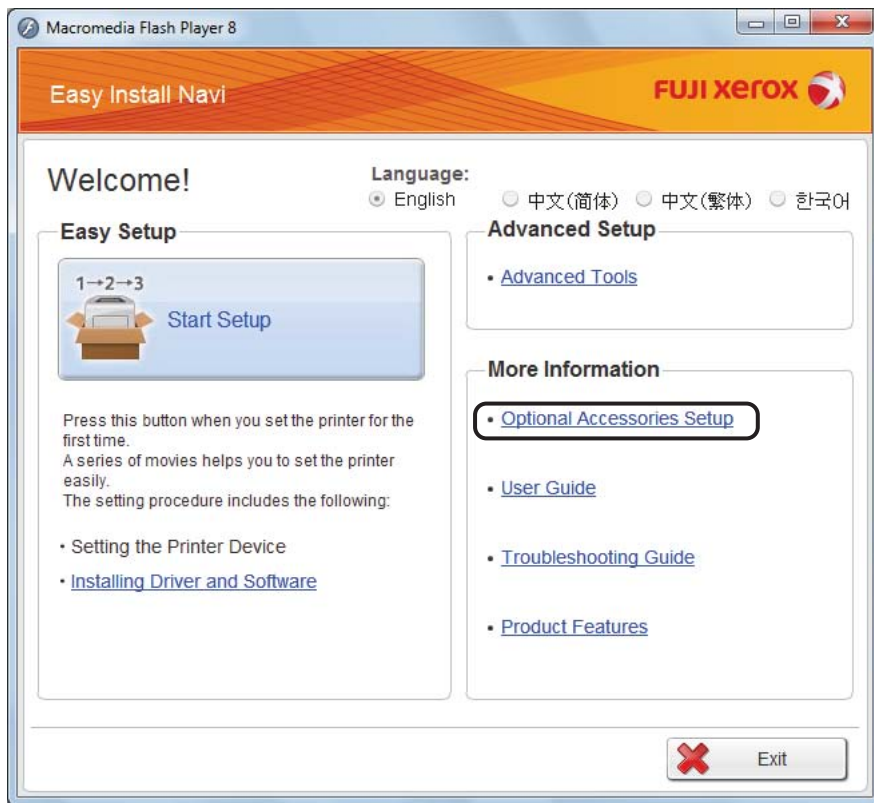 Macromedia Flash Player 8
Easy Install Navi
FUJI xerox
Welcome!
Language:
English
中文(简体)
中文(繁体)
한국어
Easy Setup
1→2→3
Start Setup
Press this button when you set the printer for the
first time.
A series of movies helps you to set the printer
easily.
The setting procedure includes the following:
・Setting the Printer Device
・Installing Driver and Software
Advanced Setup
• Advanced Tools
More Information
• Optional Accessories Setup
• User Guide
• Troubleshooting Guide
• Product Features
Exit